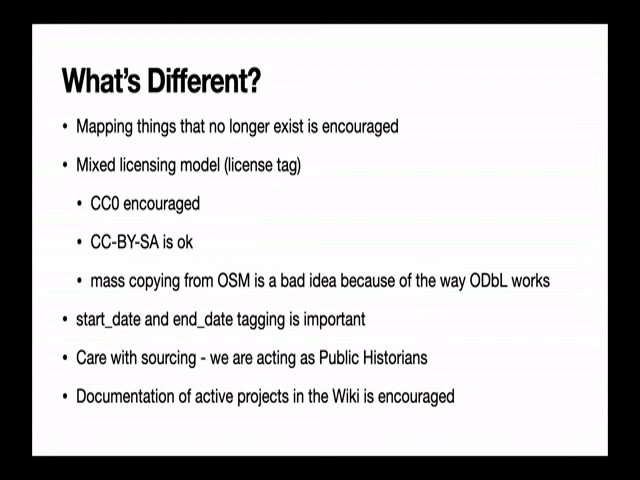 What's Different?
• Mapping things that no longer exist is encouraged
• Mixed licensing model (license tag)
• CC0 encouraged
• CC-BY-SA is ok
• mass copying from OSM is a bad idea because of the way ODbL works
• start_date and end_date tagging is important
• Care with sourcing - we are acting as Public Historians
• Documentation of active projects in the Wiki is encouraged